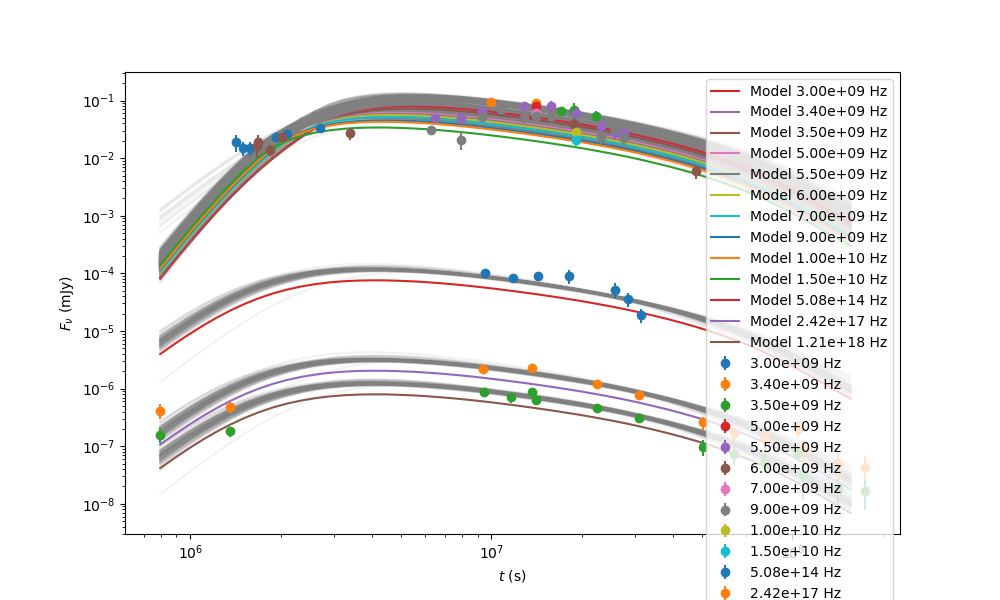 10⁻¹
10⁻²
10⁻³
10⁻⁴
10⁻⁵
10⁻⁶
10⁻⁷
10⁻⁸
F_ν (mJy)
10⁶
10⁷
t (s)
Model 3.00e+09 Hz
Model 3.40e+09 Hz
Model 3.50e+09 Hz
Model 5.00e+09 Hz
Model 5.50e+09 Hz
Model 6.00e+09 Hz
Model 7.00e+09 Hz
Model 9.00e+09 Hz
Model 1.00e+10 Hz
Model 1.50e+10 Hz
Model 5.08e+14 Hz
Model 2.42e+17 Hz
Model 1.21e+18 Hz
3.00e+09 Hz
3.40e+09 Hz
3.50e+09 Hz
5.00e+09 Hz
5.50e+09 Hz
6.00e+09 Hz
7.00e+09 Hz
9.00e+09 Hz
1.00e+10 Hz
1.50e+10 Hz
5.08e+14 Hz
2.42e+17 Hz